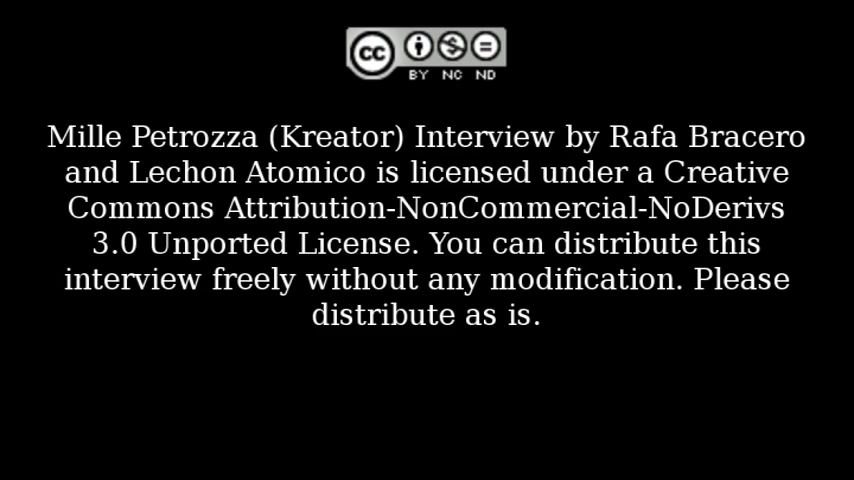 cc
BY NC ND
Mille Petrozza (Kreator) Interview by Rafa Bracero
and Lechon Atomico is licensed under a Creative
Commons Attribution-NonCommercial-NoDerivs
3.0 Unported License. You can distribute this
interview freely without any modification. Please
distribute as is.